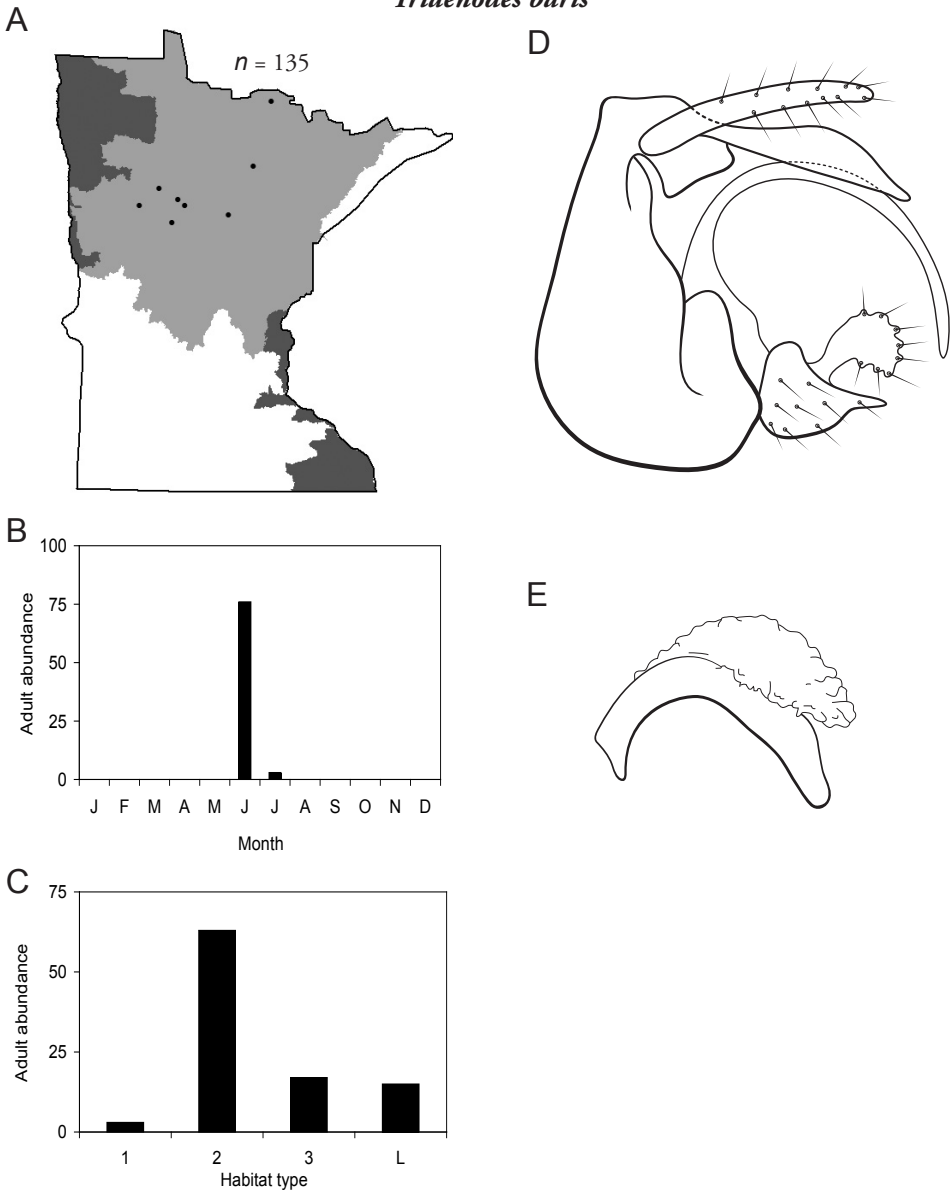 Triaenodes baris
A
n = 135
D
B
100
75
50
25
0
Adult abundance
J F M A M J J A S O N D
Month
E
C
75
50
25
0
Adult abundance
1 2 3 L
Habitat type